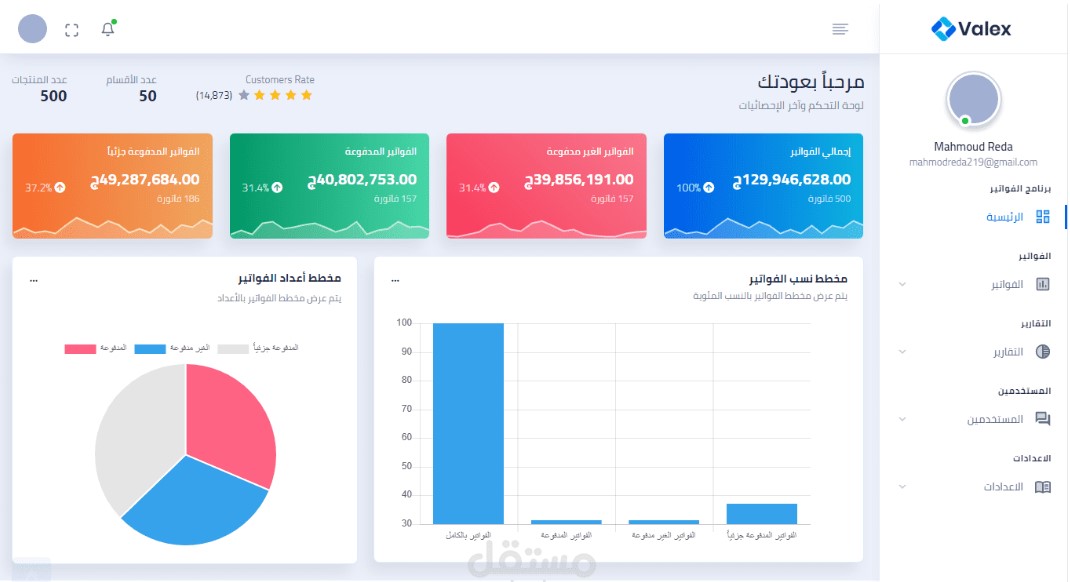 Valex
Mahmoud Reda
mahmodreda219@gmail.com
برنامج الفواتير
الرئيسية
الفواتير
الفواتير
التقارير
التقارير
المستخدمين
المستخدمين
الاعدادات
الاعدادات
مرحباً بعودتك
لوحة التحكم وآخر الإحصائيات
Customers Rate
(14,873)
عدد الأقسام
50
عدد المنتجات
500
إجمالي الفواتير
129,946,628.00ج
500 فاتورة
100%
الفواتير الغير مدفوعة
39,856,191.00ج
157 فاتورة
31.4%
الفواتير المدفوعة
40,802,753.00ج
157 فاتورة
31.4%
الفواتير المدفوعة جزئياً
49,287,684.00ج
186 فاتورة
37.2%
مخطط نسب الفواتير
...
يتم عرض مخطط الفواتير بالنسب المئوية
100
90
80
70
60
50
40
30
الفواتير بالكامل
الفواتير المدفوعة
الفواتير الغير مدفوعة
الفواتير المدفوعة جزئياً
مخطط أعداد الفواتير
...
يتم عرض مخطط الفواتير بالأعداد
المدفوعة جزئياً
الغير مدفوعة
المدفوعة
مستقل